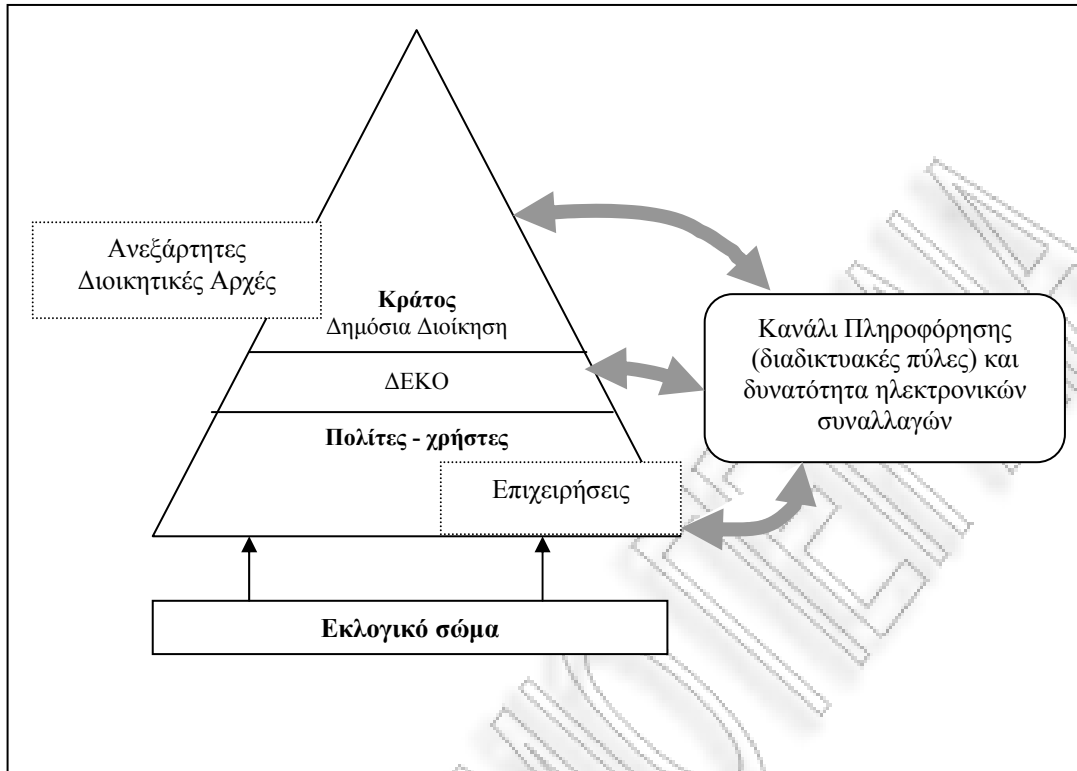 Ανεξάρτητες
Διοικητικές Αρχές
Κράτος
Δημόσια Διοίκηση
ΔΕΚΟ
Πολίτες - χρήστες
Επιχειρήσεις
Κανάλι Πληροφόρησης
(διαδικτυακές πύλες) και
δυνατότητα ηλεκτρονικών
συναλλαγών
Εκλογικό σώμα